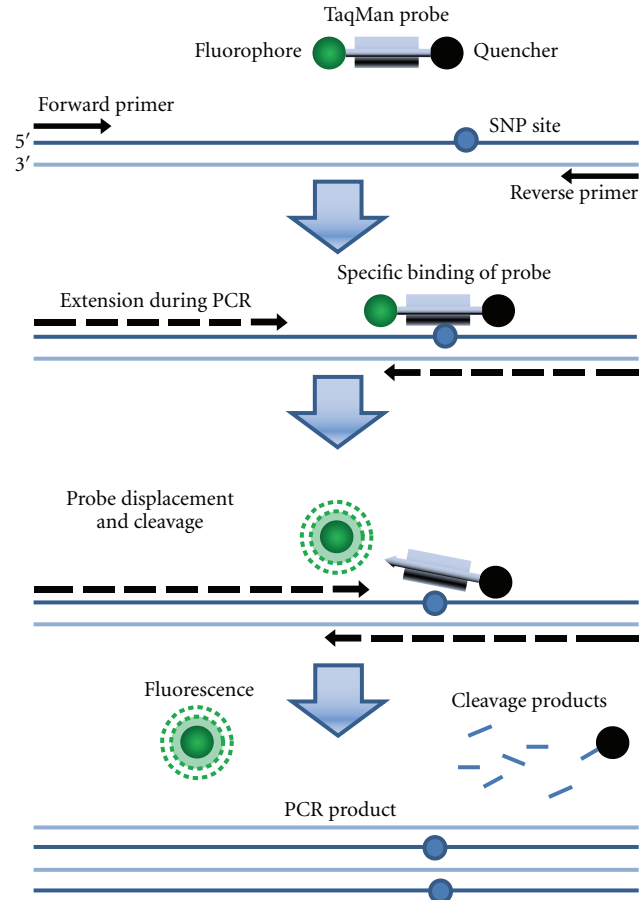 TaqMan probe
Fluorophore
Quencher
Forward primer
5′
SNP site
3′
Reverse primer
Specific binding of probe
Extension during PCR
Probe displacement
and cleavage
Fluorescence
Cleavage products
PCR product